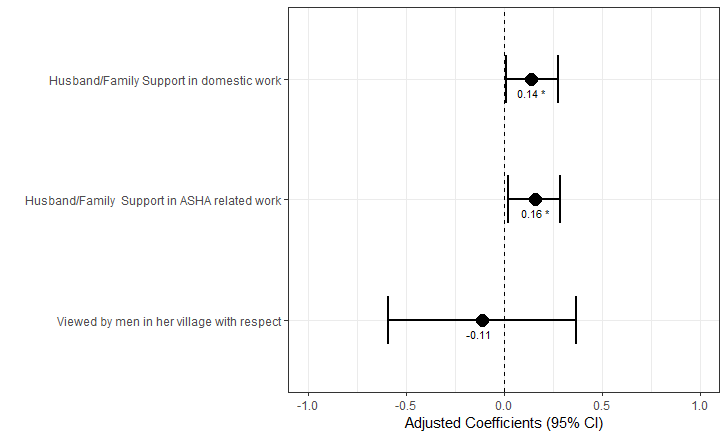 Husband/Family Support in domestic work
0.14 *
Husband/Family  Support in ASHA related work
0.16 *
Viewed by men in her village with respect
-0.11
-1.0 -0.5 0.0 0.5 1.0
Adjusted Coefficients (95% CI)